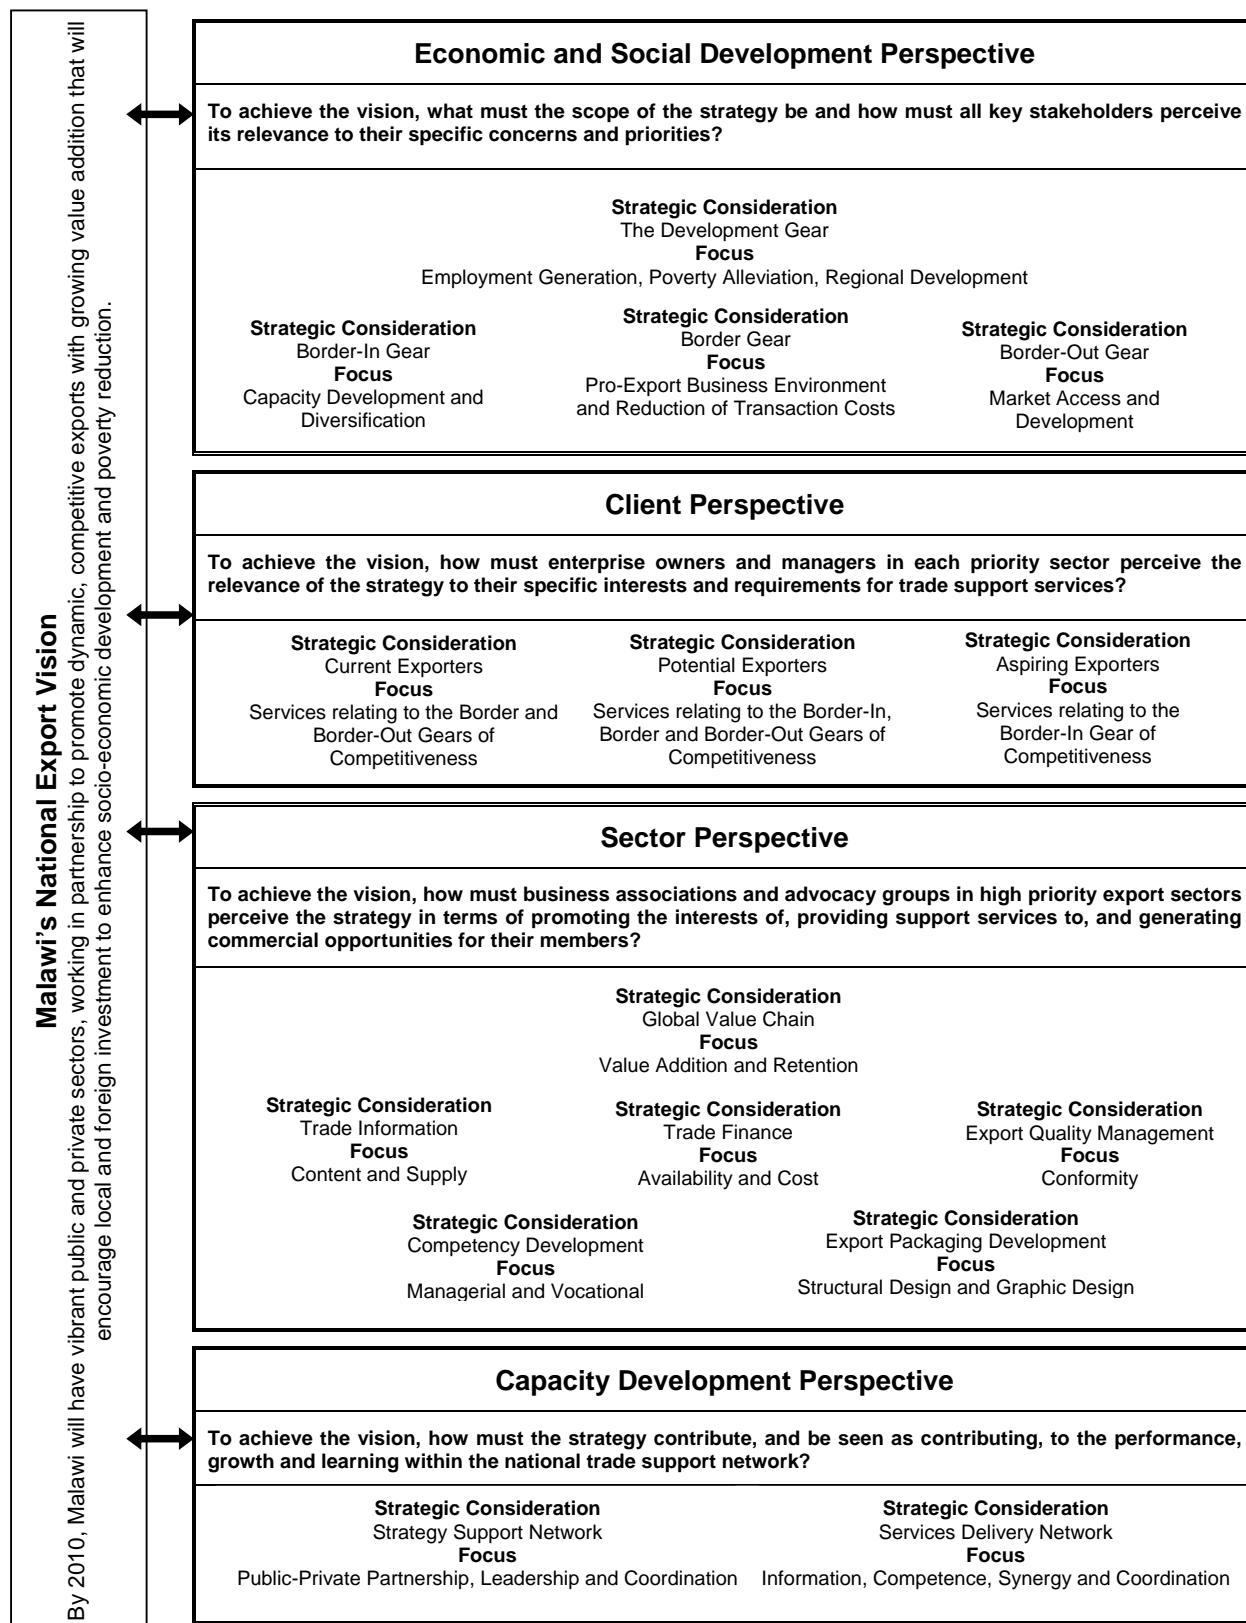 Malawi's National Export Vision
By 2010, Malawi will have vibrant public and private sectors, working in partnership to promote dynamic, competitive exports with growing value addition that will
encourage local and foreign investment to enhance socio-economic development and poverty reduction.
Economic and Social Development Perspective
To achieve the vision, what must the scope of the strategy be and how must all key stakeholders perceive
its relevance to their specific concerns and priorities?
Strategic Consideration
The Development Gear
Focus
Employment Generation, Poverty Alleviation, Regional Development
Strategic Consideration
Border-In Gear
Focus
Capacity Development and
Diversification
Strategic Consideration
Border Gear
Focus
Pro-Export Business Environment
and Reduction of Transaction Costs
Strategic Consideration
Border-Out Gear
Focus
Market Access and
Development
Client Perspective
To achieve the vision, how must enterprise owners and managers in each priority sector perceive the
relevance of the strategy to their specific interests and requirements for trade support services?
Strategic Consideration
Current Exporters
Focus
Services relating to the Border and
Border-Out Gears of
Competitiveness
Strategic Consideration
Potential Exporters
Focus
Services relating to the Border-In,
Border and Border-Out Gears of
Competitiveness
Strategic Consideration
Aspiring Exporters
Focus
Services relating to the
Border-In Gear of
Competitiveness
Sector Perspective
To achieve the vision, how must business associations and advocacy groups in high priority export sectors
perceive the strategy in terms of promoting the interests of, providing support services to, and generating
commercial opportunities for their members?
Strategic Consideration
Global Value Chain
Focus
Value Addition and Retention
Strategic Consideration
Trade Information
Focus
Content and Supply
Strategic Consideration
Trade Finance
Focus
Availability and Cost
Strategic Consideration
Export Quality Management
Focus
Conformity
Strategic Consideration
Competency Development
Focus
Managerial and Vocational
Strategic Consideration
Export Packaging Development
Focus
Structural Design and Graphic Design
Capacity Development Perspective
To achieve the vision, how must the strategy contribute, and be seen as contributing, to the performance,
growth and learning within the national trade support network?
Strategic Consideration
Strategy Support Network
Focus
Public-Private Partnership, Leadership and Coordination
Strategic Consideration
Services Delivery Network
Focus
Information, Competence, Synergy and Coordination